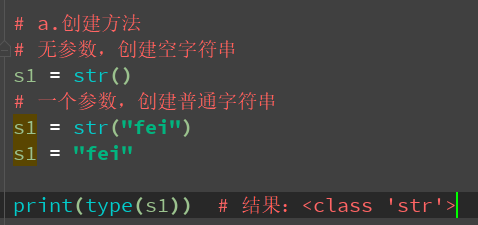 # a.创建方法
# 无参数，创建空字符串
s1 = str()
# 一个参数，创建普通字符串
s1 = str("fei")
s1 = "fei"
print(type(s1))  # 结果：<class 'str'>